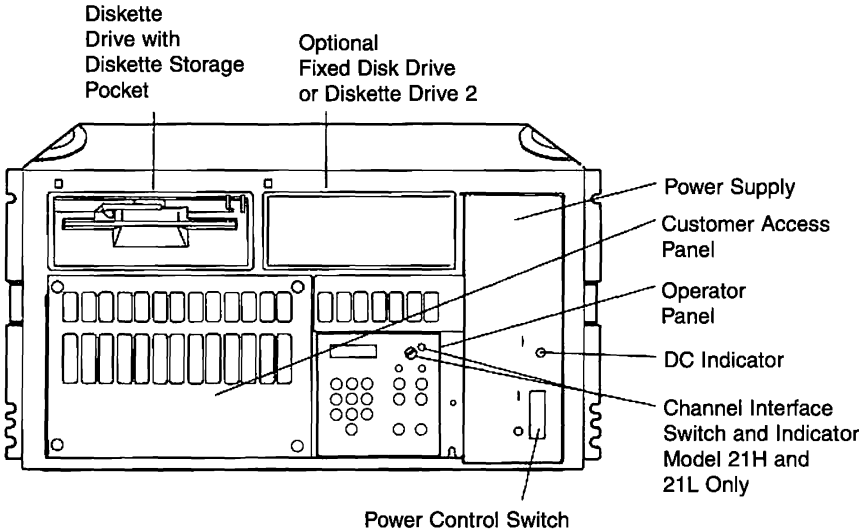 Diskette
Drive with
Diskette Storage
Pocket
Optional
Fixed Disk Drive
or Diskette Drive 2
Power Supply
Customer Access
Panel
Operator
Panel
DC Indicator
Channel Interface
Switch and Indicator
Model 21H and
21L Only
Power Control Switch